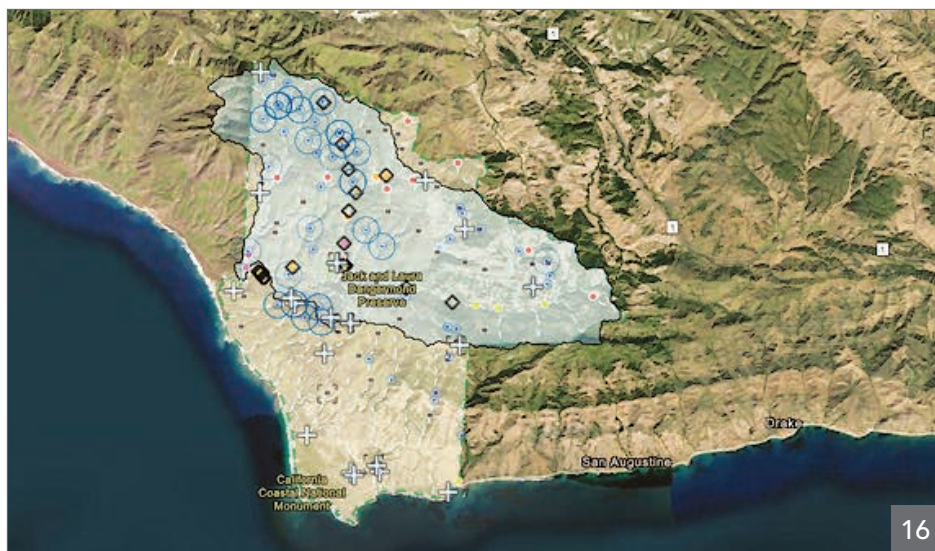 1
1
1
Jack and Laura
Dangermond
Preserve
Drake
San Augustine
California
Coastal National
Monument
16